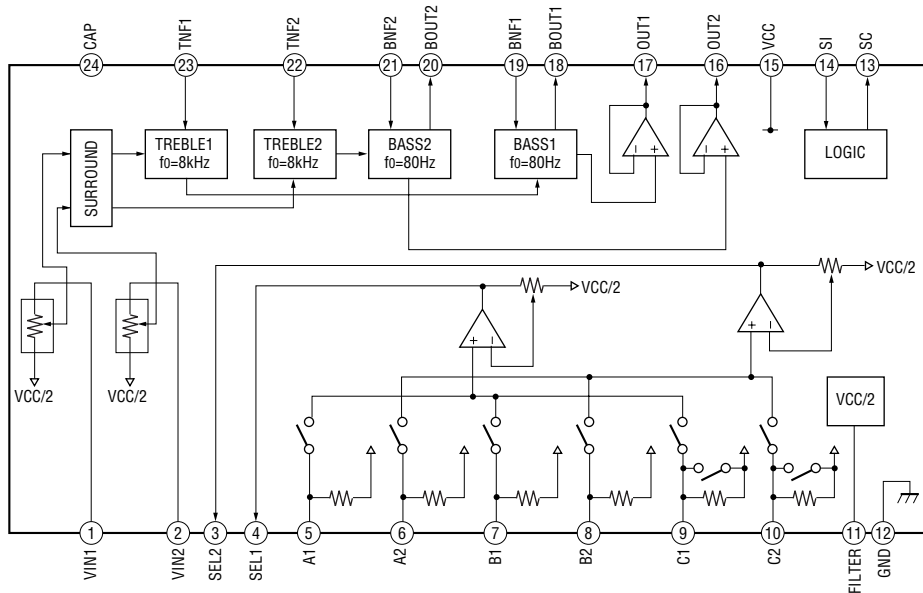 CAP
TNF1
TNF2
BNF2
BOUT2
BNF1
BOUT1
OUT1
OUT2
VCC
SI
SC
24
23
22
21
20
19
18
17
16
15
14
13
SURROUND
TREBLE1
f0=8kHz
TREBLE2
f0=8kHz
BASS2
f0=80Hz
BASS1
f0=80Hz
− +
− +
LOGIC
VCC/2
VCC/2
+ −
+ −
VCC/2
VCC/2
VCC/2
1
2
3
4
5
6
7
8
9
10
11
12
VIN1
VIN2
SEL2
SEL1
A1
A2
B1
B2
C1
C2
FILTER
GND